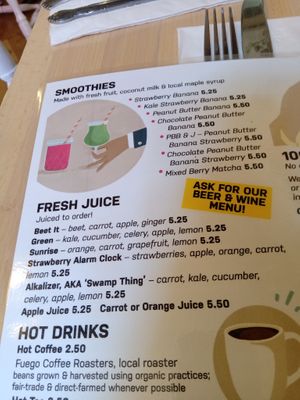 SMOOTHIES
Made with fresh fruit, coconut milk & local maple syrup
• Strawberry Banana 5.25
• Kale Strawberry Banana 5.25
• Peanut Butter Banana 5.50
• Chocolate Peanut Butter
Banana 5.50
• PBB & J – Peanut Butter
Banana Strawberry 5.50
• Chocolate Peanut Butter
Banana Strawberry 5.50
• Mixed Berry Matcha 5.50
ASK FOR OUR
BEER & WINE
MENU!
FRESH JUICE
Juiced to order!
Beet It – beet, carrot, apple, ginger 5.25
Green – kale, cucumber, celery, apple, lemon 5.25
Sunrise – orange, carrot, grapefruit, lemon 5.25
Strawberry Alarm Clock – strawberries, apple, orange, carrot,
lemon 5.25
Alkalizer, AKA 'Swamp Thing' – carrot, kale, cucumber,
celery, apple, lemon 5.25
Apple Juice 5.25 Carrot or Orange Juice 5.50
HOT DRINKS
Hot Coffee 2.50
Fuego Coffee Roasters, local roaster
beans grown & harvested using organic practices;
fair-trade & direct-farmed whenever possible